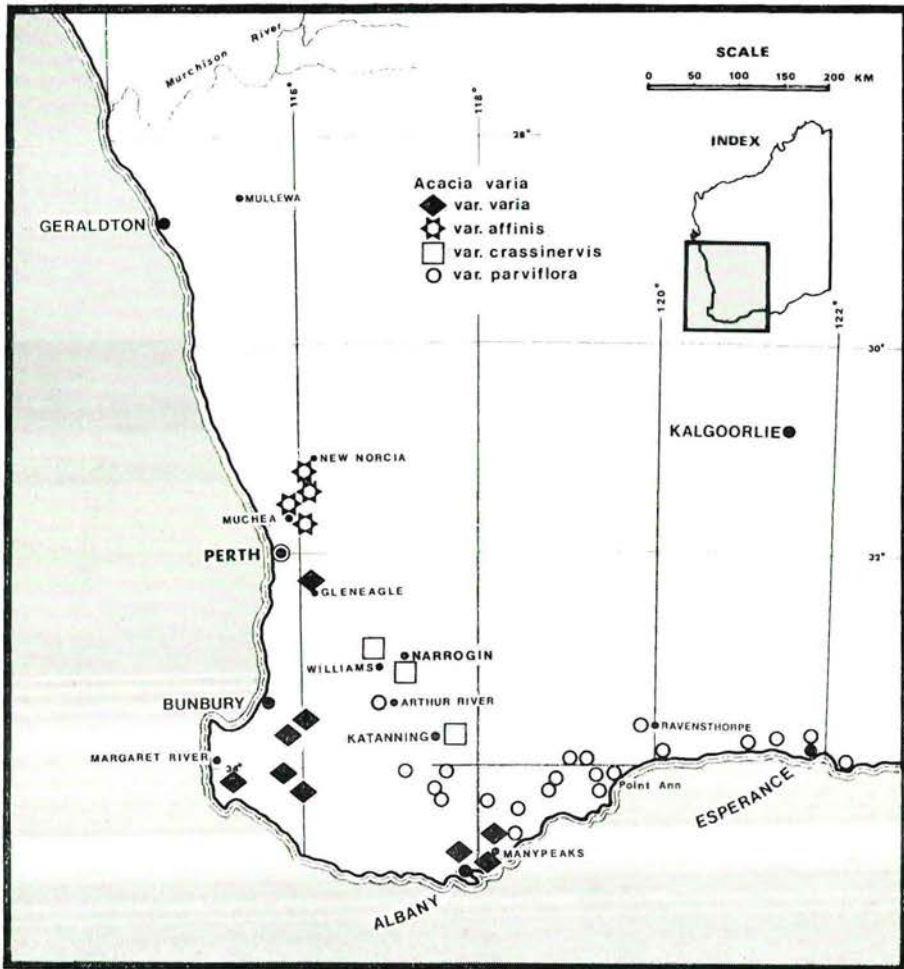 Murchison River
SCALE
0 50 100 150 200 KM
116°
118°
28°
INDEX
MULLEWA
Acacia varia
var. varia
GERALDTON
var. affinis
var. crassinervis
var. parviflora
120°
122°
30°
KALGOORLIE
NEW NORCIA
MUCHEA
PERTH
32°
GLENEAGLE
NARROGIN
WILLIAMS
BUNBURY
ARTHUR RIVER
RAVENSTHORPE
KATANNING
MARGARET RIVER
34°
Point Ann
ESPERANCE
MANYPEAKS
ALBANY